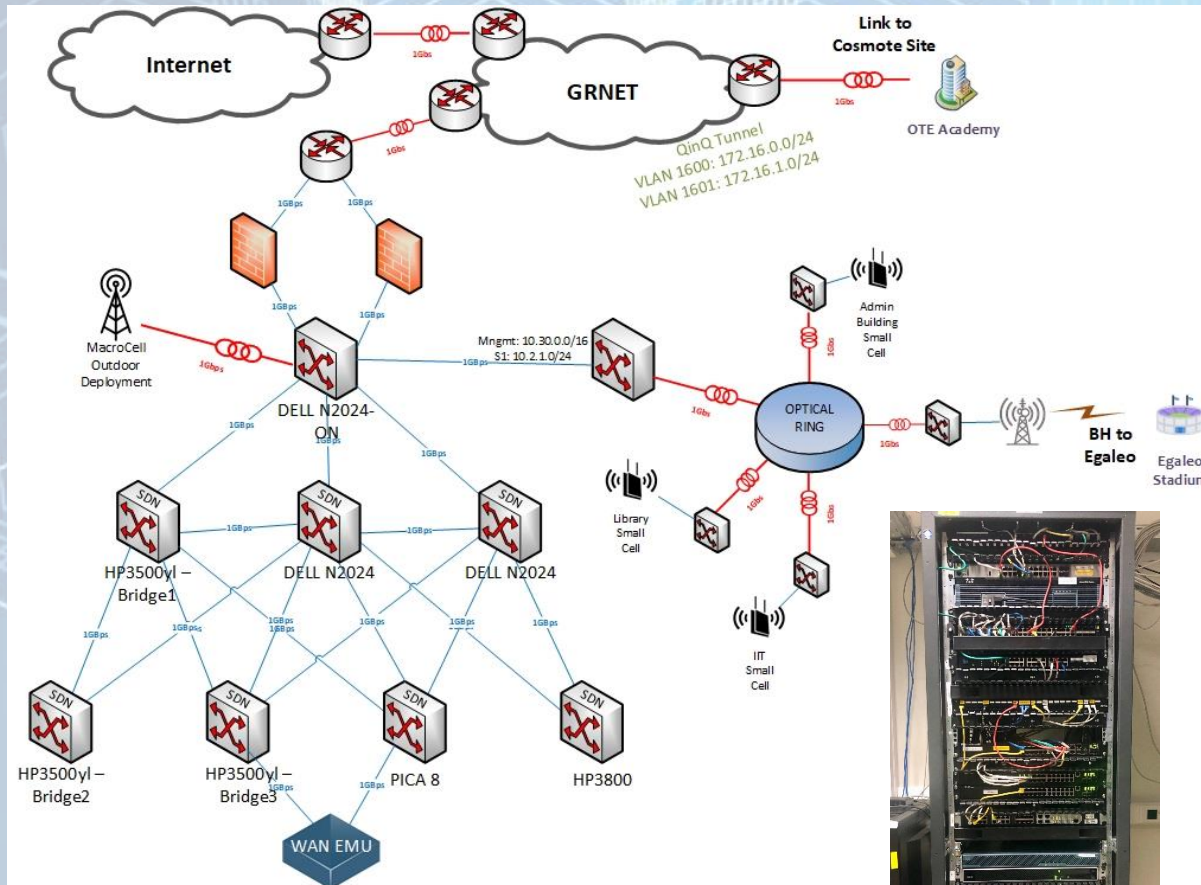 Internet
1Gbs
GRNET
Link to
Cosmote Site
1Gbs
OTE Academy
1Gbs
QinQ Tunnel
VLAN 1600: 172.16.0.0/24
VLAN 1601: 172.16.1.0/24
1GBps
1GBps
1GBps
1GBps
MacroCell
Outdoor
Deployment
1Gbps
DELL N2024-
ON
Mngmt: 10.30.0.0/16
S1: 10.2.1.0/24
1GBps
1Gbs
OPTICAL
RING
1Gbs
Admin
Building
Small
Cell
1Gbs
BH to
Egaleo
Egaleo
Stadium
1Gbs
Library
Small
Cell
1Gbs
IIT
Small
Cell
1GBps
1GBps
1GBps
SDN
SDN
SDN
1GBps
1GBps
HP3500yl –
Bridge1
DELL N2024
DELL N2024
1GBps
1GBps
1GBps
1GBps
1GBps
1GBps
SDN
SDN
SDN
SDN
HP3500yl –
Bridge2
HP3500yl –
Bridge3
PICA 8
HP3800
1GBps
1GBps
WAN EMU